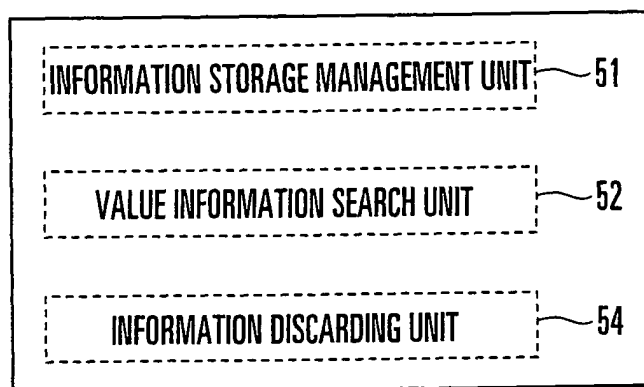 INFORMATION STORAGE MANAGEMENT UNIT 51
VALUE INFORMATION SEARCH UNIT 52
INFORMATION DISCARDING UNIT 54